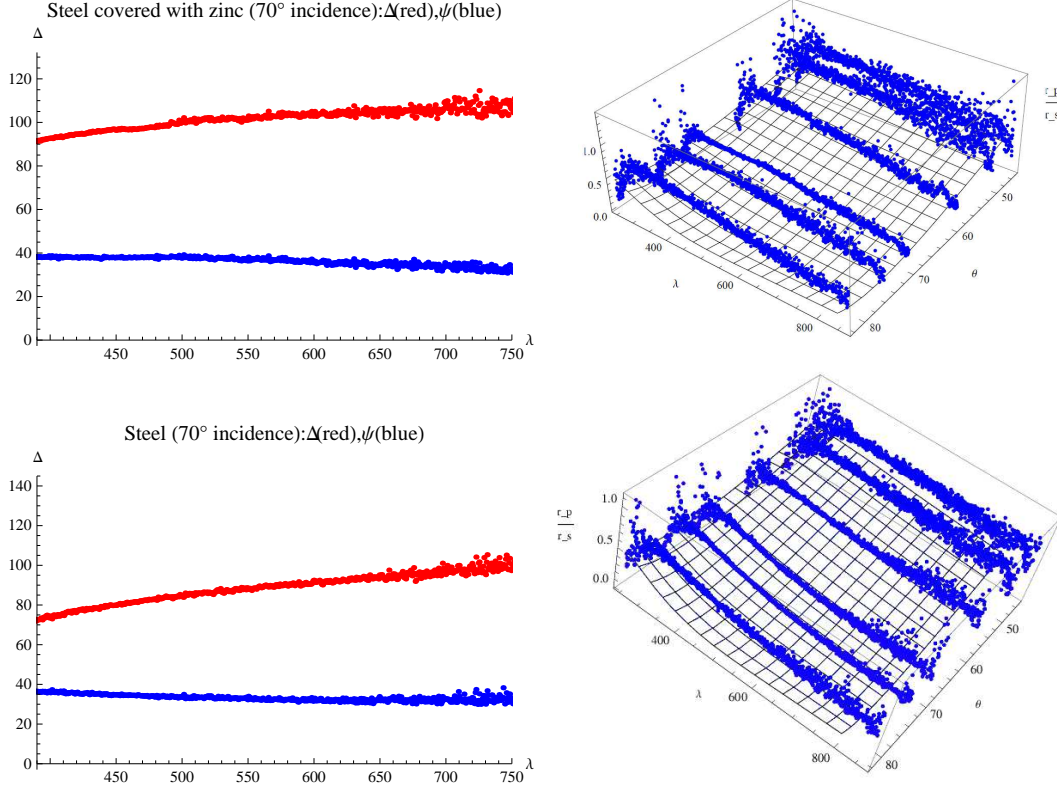 Steel covered with zinc (70° incidence):Δ(red),ψ(blue)
Δ
120
100
80
60
40
20
0
450 500 550 600 650 700 750 λ
1.0
0.5
0.0
400
600
800
λ
50
60
70
80
θ
r_p
r_s
Steel (70° incidence):Δ(red),ψ(blue)
Δ
140
120
100
80
60
40
20
0
450 500 550 600 650 700 750 λ
r_p
r_s
1.0
0.5
0.0
400
600
800
λ
50
60
70
80
θ